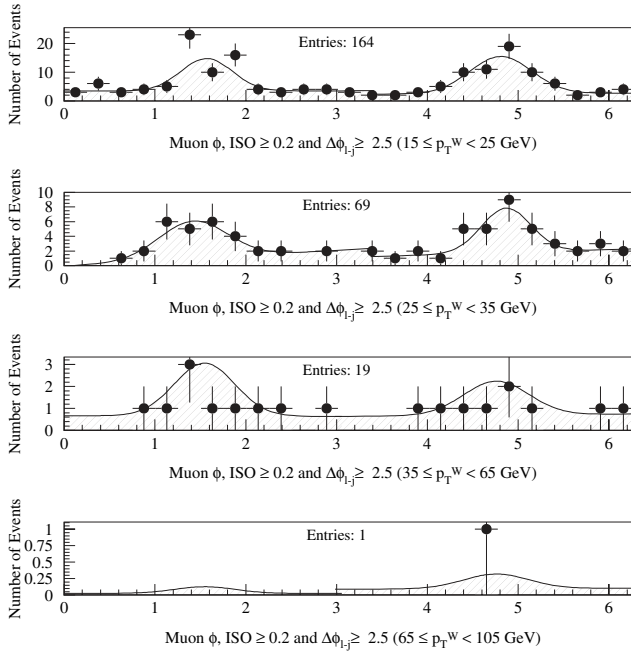 Number of Events
20
10
0
Entries: 164
0 1 2 3 4 5 6
Muon ϕ, ISO ≥ 0.2 and Δϕl-j ≥ 2.5 (15 ≤ pTW < 25 GeV)
Number of Events
10
8
6
4
2
0
Entries: 69
0 1 2 3 4 5 6
Muon ϕ, ISO ≥ 0.2 and Δϕl-j ≥ 2.5 (25 ≤ pTW < 35 GeV)
Number of Events
3
2
1
0
Entries: 19
0 1 2 3 4 5 6
Muon ϕ, ISO ≥ 0.2 and Δϕl-j ≥ 2.5 (35 ≤ pTW < 65 GeV)
Number of Events
1
0.75
0.5
0.25
0
Entries: 1
0 1 2 3 4 5 6
Muon ϕ, ISO ≥ 0.2 and Δϕl-j ≥ 2.5 (65 ≤ pTW < 105 GeV)